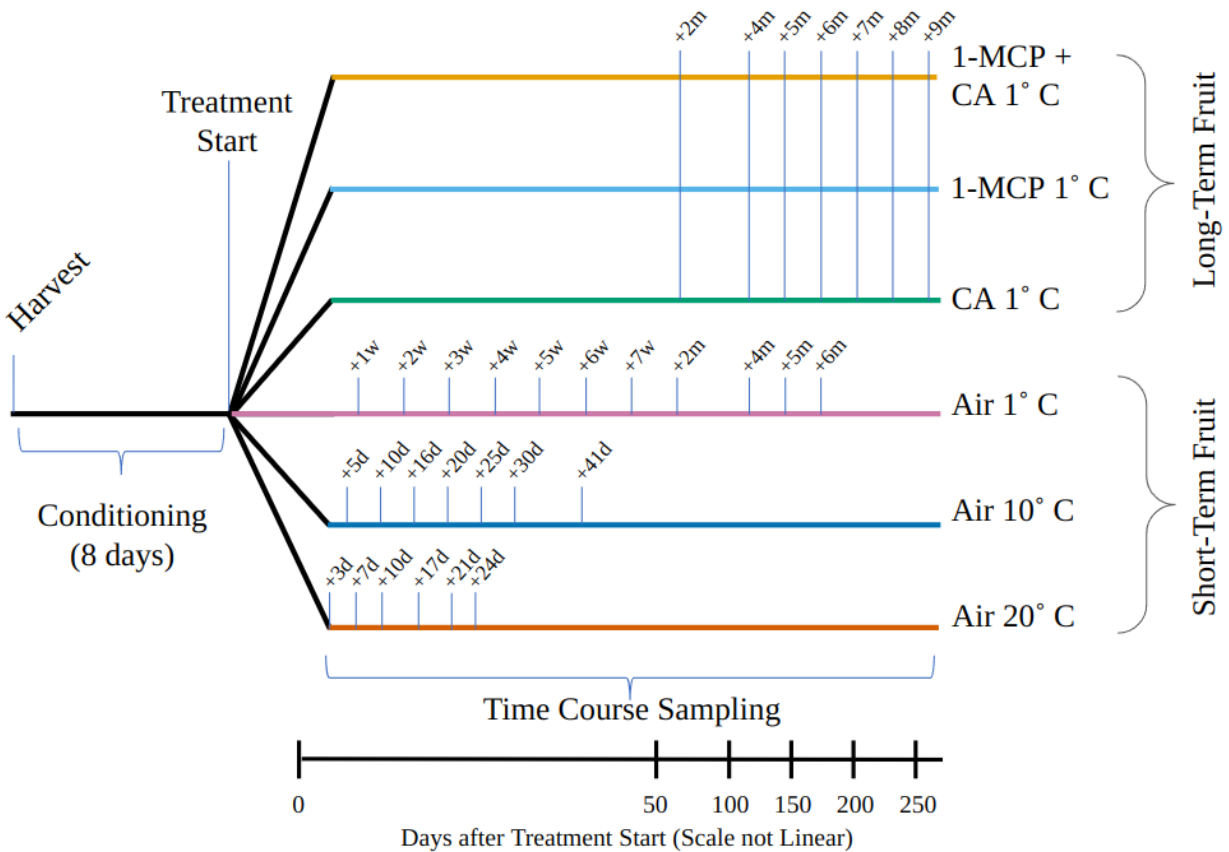 +2m +4m +5m +6m +7m +8m +9m
1-MCP +
CA 1° C
Treatment
Start
1-MCP 1° C
Long-Term Fruit
Harvest
CA 1° C
+1w +2w +3w +4w +5w +6w +7w +2m +4m +5m +6m
Air 1° C
+5d +10d +16d +20d +25d +30d +41d
Air 10° C
Short-Term Fruit
Conditioning
(8 days)
+3d +7d +10d +17d +21d +24d
Air 20° C
Time Course Sampling
0 50 100 150 200 250
Days after Treatment Start (Scale not Linear)